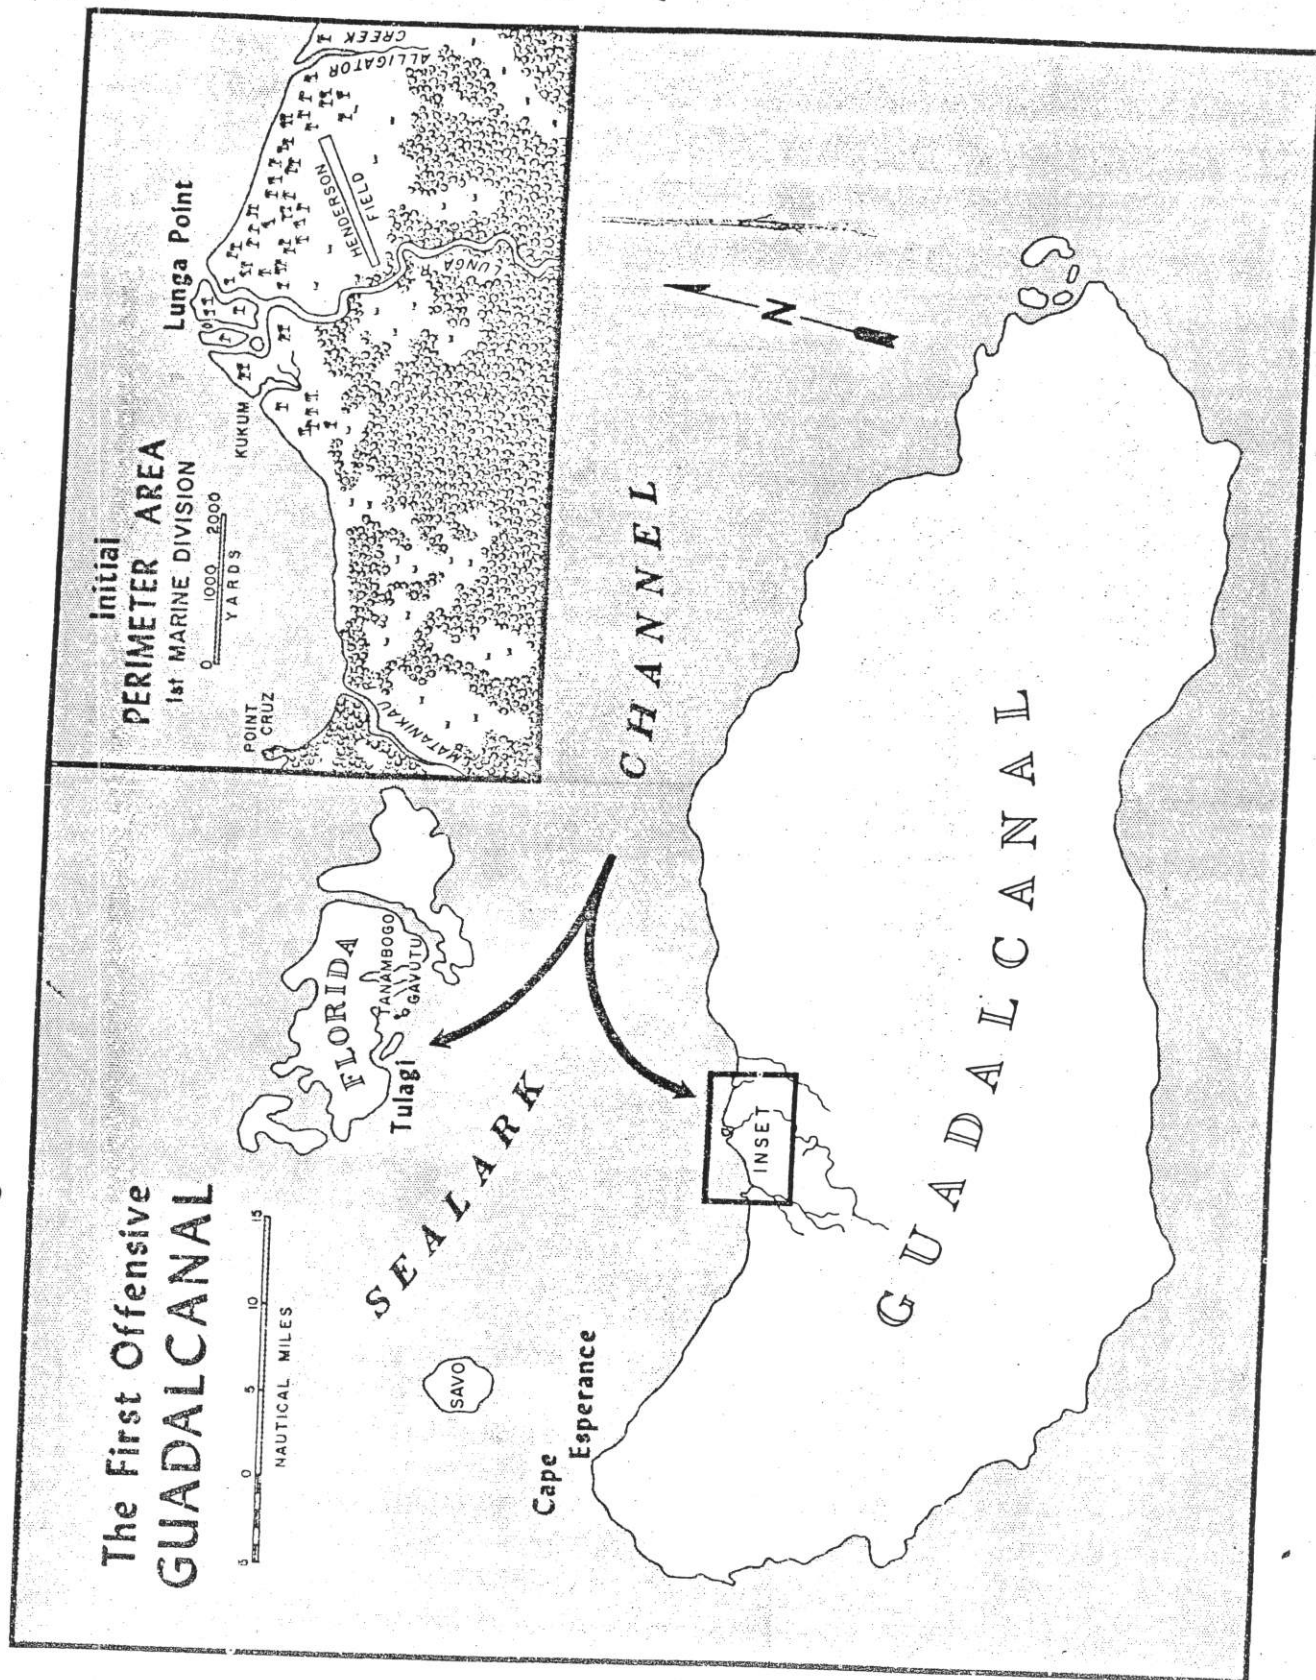 The First Offensive
GUADALCANAL
5 0 5 10 15
NAUTICAL MILES
Initial
PERIMETER AREA
1st MARINE DIVISION
0 1000 2000
YARDS
POINT
CRUZ
MATANIKAU
KUKUM
Lunga Point
LUNGA
HENDERSON
FIELD
ALLIGATOR
CREEK
FLORIDA
TANAMBOGO
GAVUTU
Tulagi
SEALARK
CHANNEL
SAVO
Cape
Esperance
INSET
GUADALCANAL
N